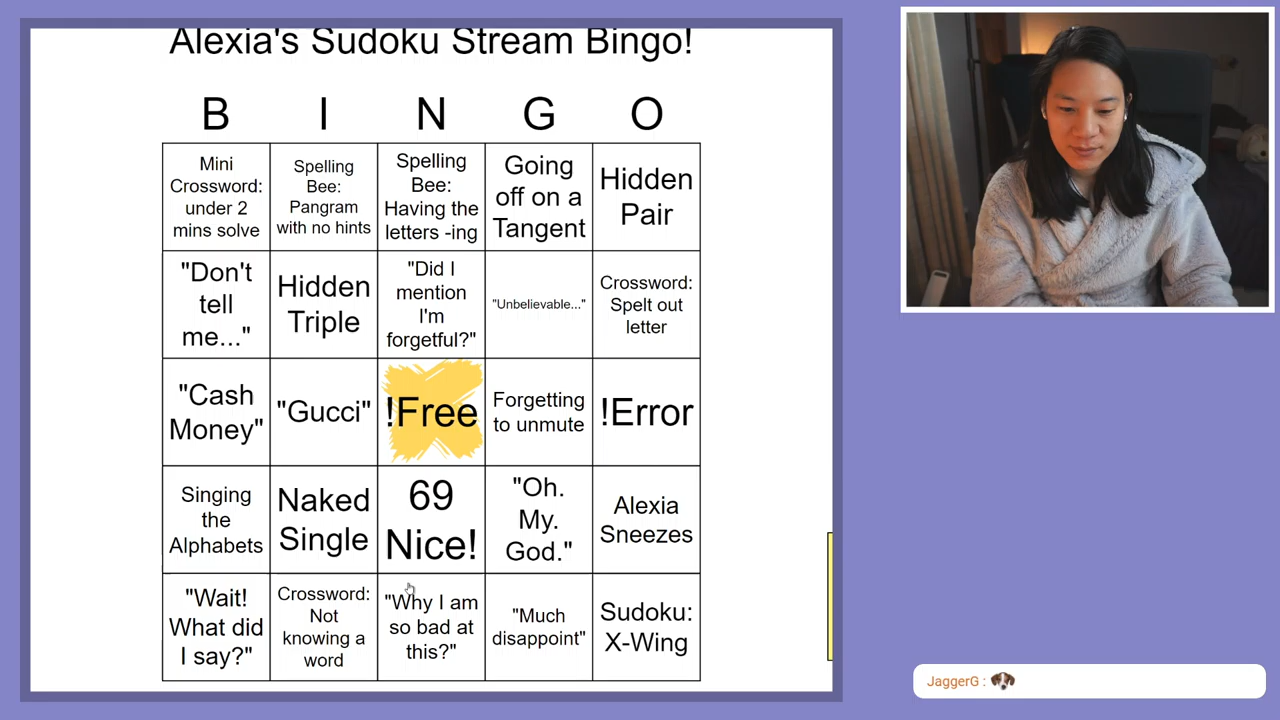 Alexia's Sudoku Stream Bingo!
B I N G O
Mini
Crossword:
under 2
mins solve
Spelling
Bee:
Pangram
with no hints
Spelling
Bee:
Having the
letters -ing
Going
off on a
Tangent
Hidden
Pair
"Don't
tell
me..."
Hidden
Triple
"Did I
mention
I'm
forgetful?"
"Unbelievable..."
Crossword:
Spelt out
letter
"Cash
Money"
"Gucci"
!Free
Forgetting
to unmute
!Error
Singing
the
Alphabets
Naked
Single
69
Nice!
"Oh.
My.
God."
Alexia
Sneezes
"Wait!
What did
I say?"
Crossword:
Not
knowing a
word
"Why I am
so bad at
this?"
"Much
disappoint"
Sudoku:
X-Wing
JaggerG :